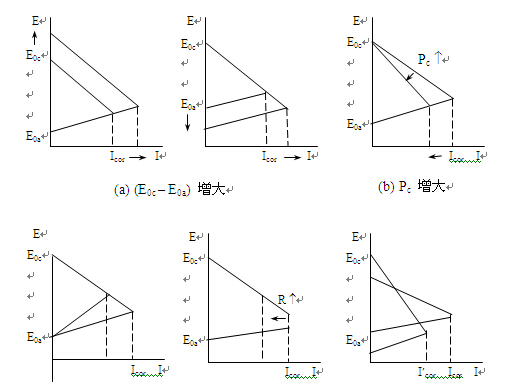 E
E0c
E0a
Icor I
E
E0c
E0a
Icor I
E
E0c
Pc ↑
E0a
Icor I
(a) (E0c – E0a) 增大
(b) Pc 增大
E
E0c
E0a
Icor I
E
E0c
R ↑
E0a
Icor I
E
E0c
E0a
I'cor Icor I